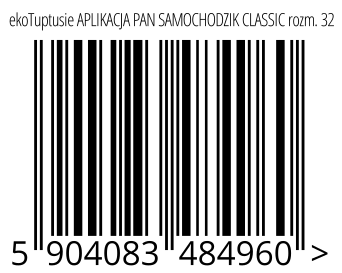 ekoTuptusie APLIKACJA PAN SAMOCHODZIK CLASSIC rozm. 32
5 904083 484960 >